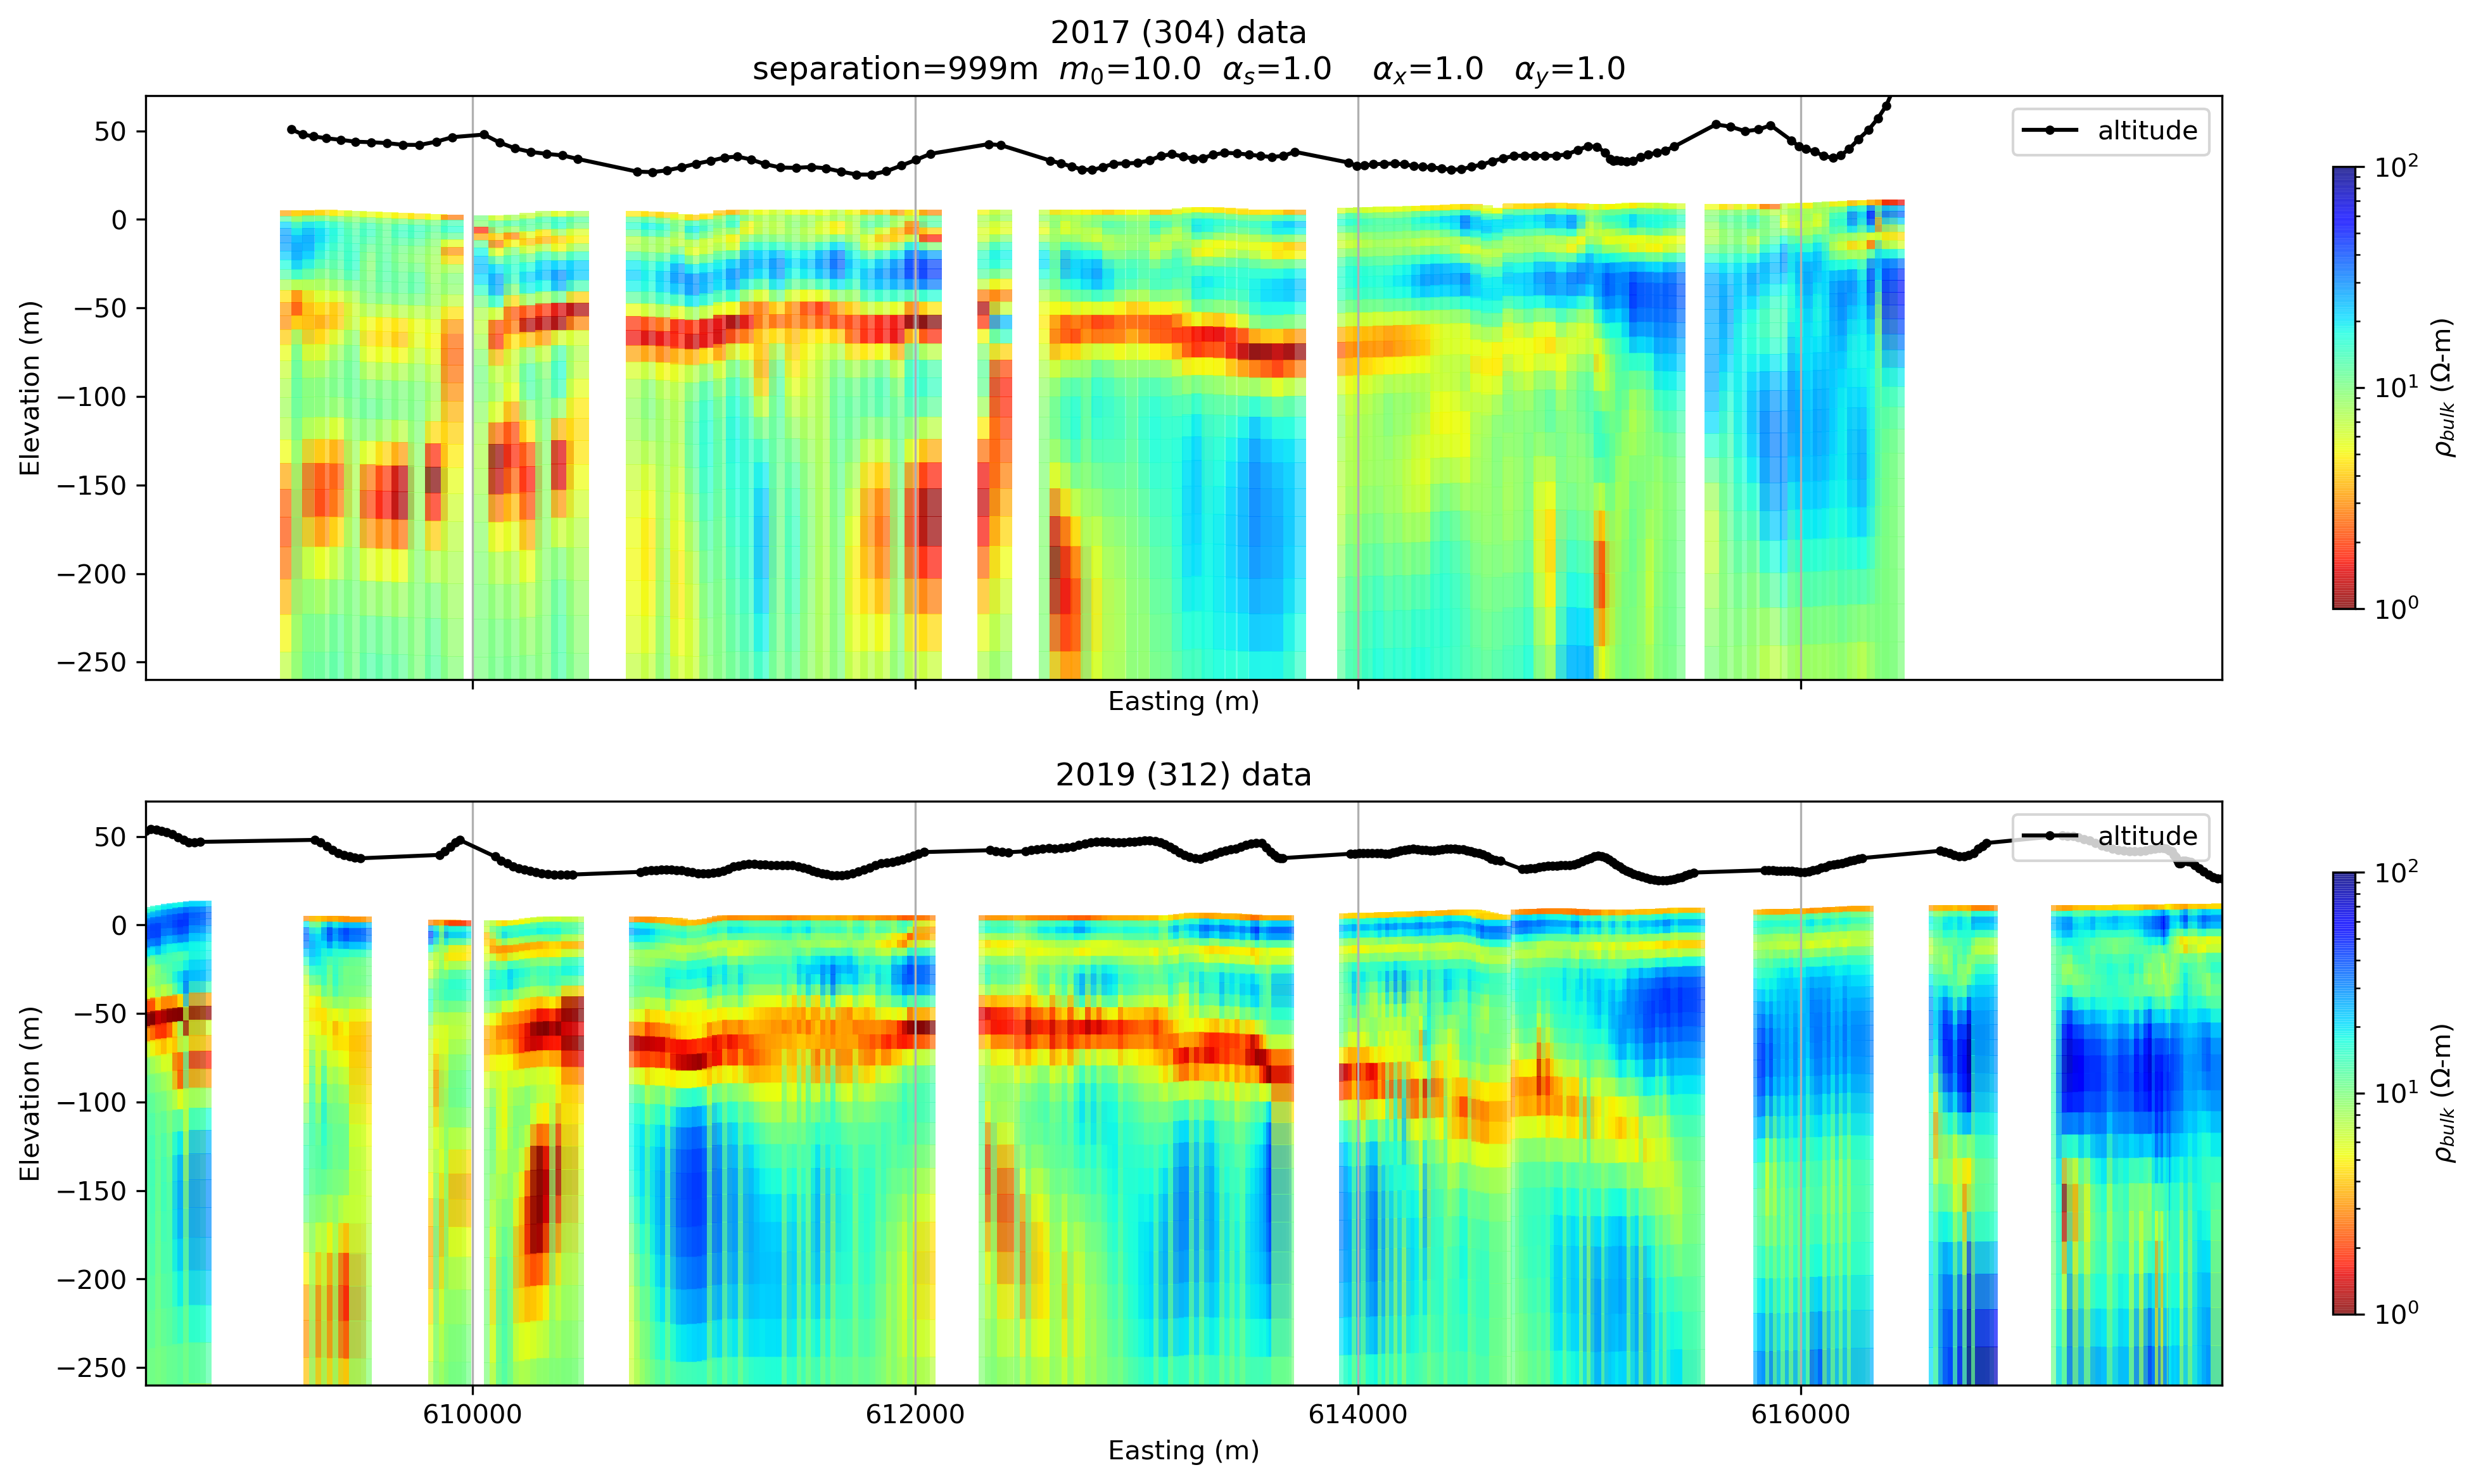 2017 (304) data
separation=999m m₀=10.0 αₛ=1.0 αₓ=1.0 α_y=1.0
altitude
50
0
−50
−100
−150
−200
−250
Elevation (m)
Easting (m)
10²
10¹
10⁰
ρ_bulk (Ω-m)
2019 (312) data
altitude
50
0
−50
−100
−150
−200
−250
Elevation (m)
610000 612000 614000 616000
Easting (m)
10²
10¹
10⁰
ρ_bulk (Ω-m)